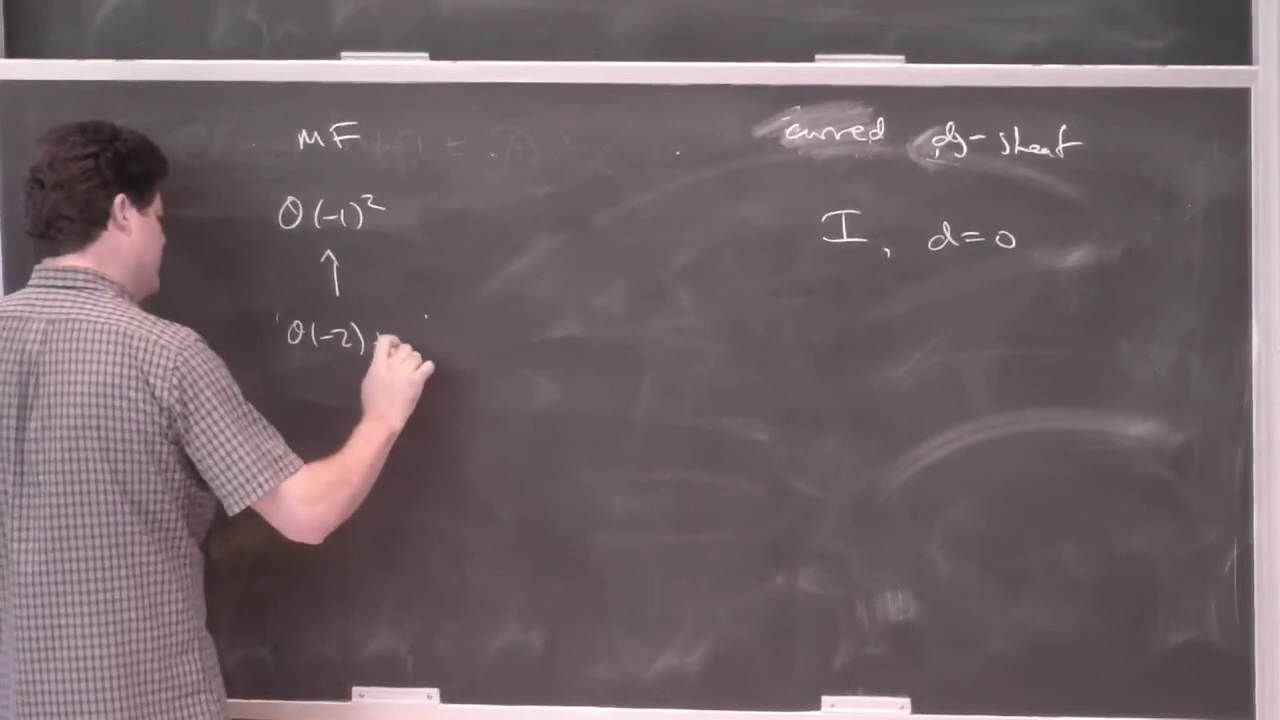 MF
O(-1)²
↑
O(-2)
curved dg-sheaf
I, d=0